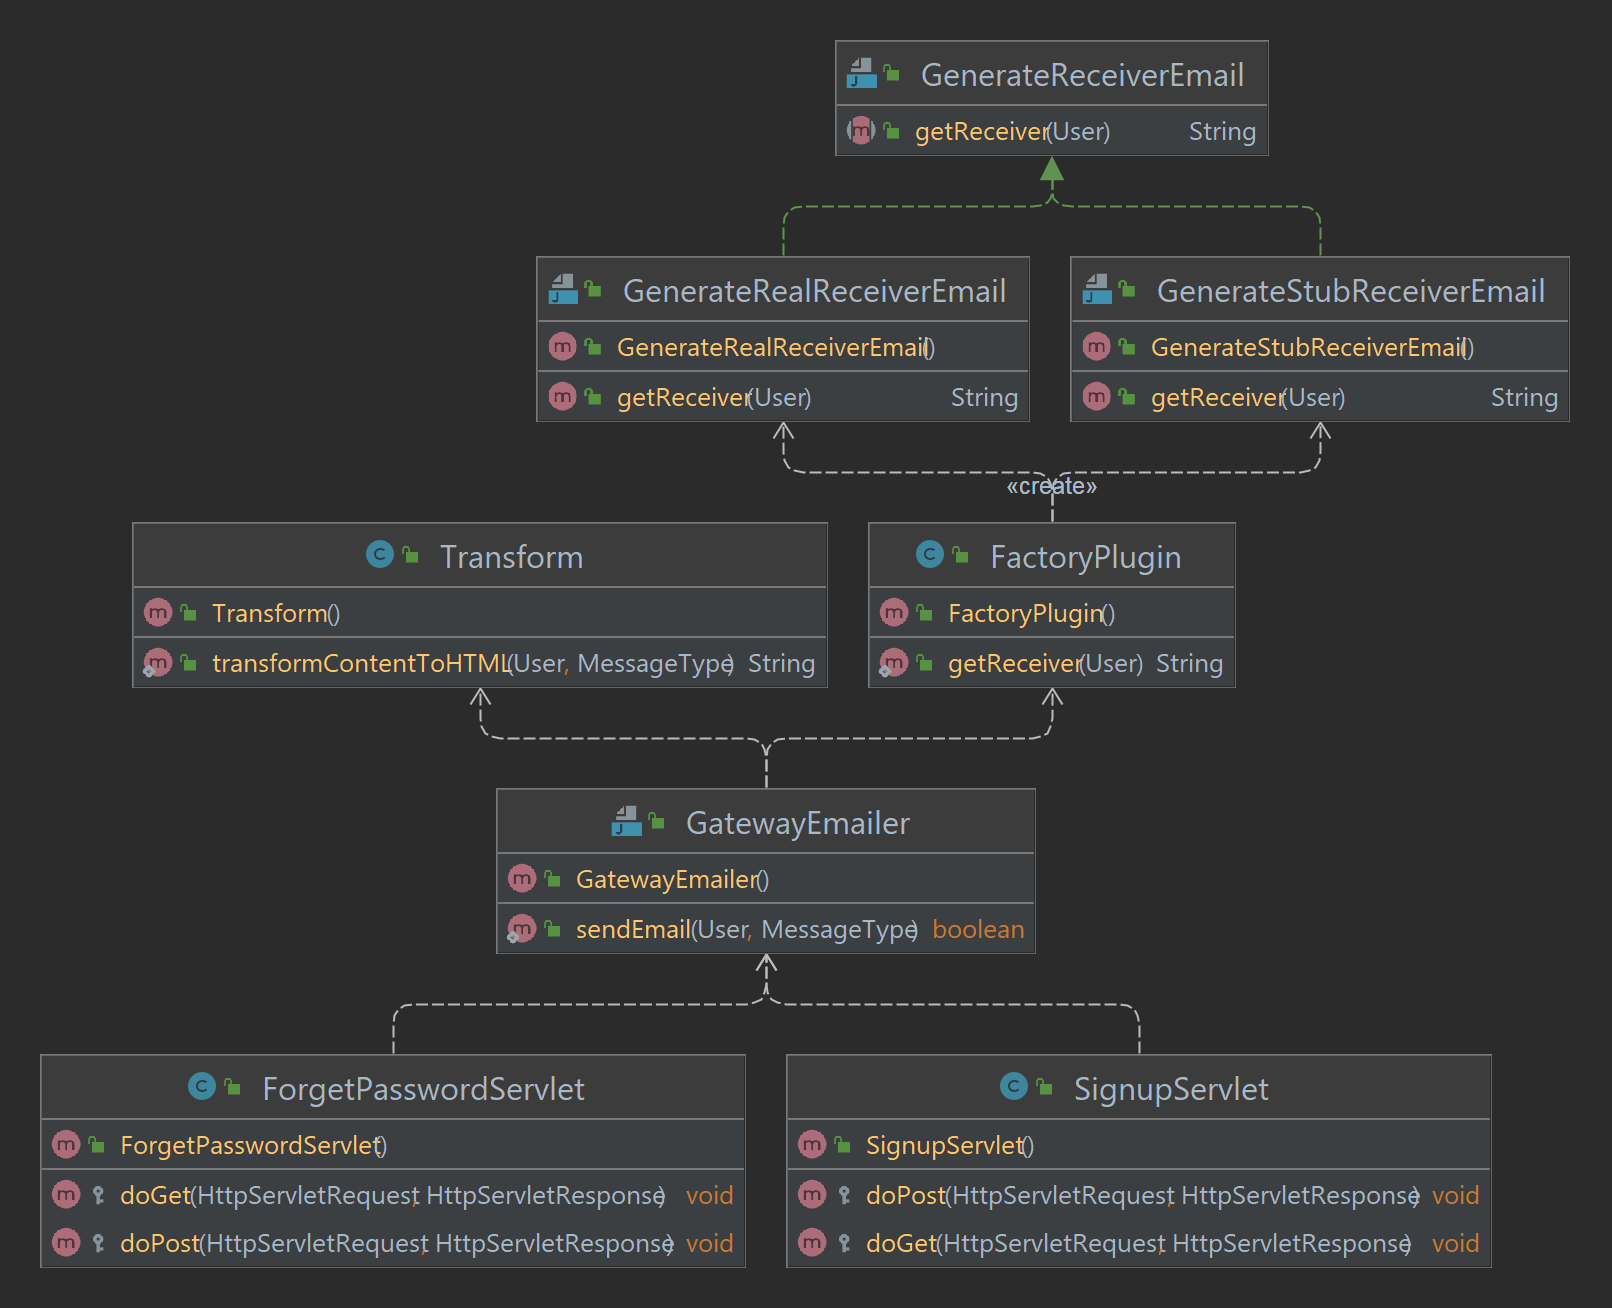 GenerateReceiverEmail
getReceiver(User) String
GenerateRealReceiverEmail
GenerateRealReceiverEmail()
getReceiver(User) String
GenerateStubReceiverEmail
GenerateStubReceiverEmail()
getReceiver(User) String
«create»
Transform
Transform()
transformContentToHTML(User, MessageType) String
FactoryPlugin
FactoryPlugin()
getReceiver(User) String
GatewayEmailer
GatewayEmailer()
sendEmail(User, MessageType) boolean
ForgetPasswordServlet
ForgetPasswordServlet()
doGet(HttpServletRequest, HttpServletResponse) void
doPost(HttpServletRequest, HttpServletResponse) void
SignupServlet
SignupServlet()
doPost(HttpServletRequest, HttpServletResponse) void
doGet(HttpServletRequest, HttpServletResponse) void